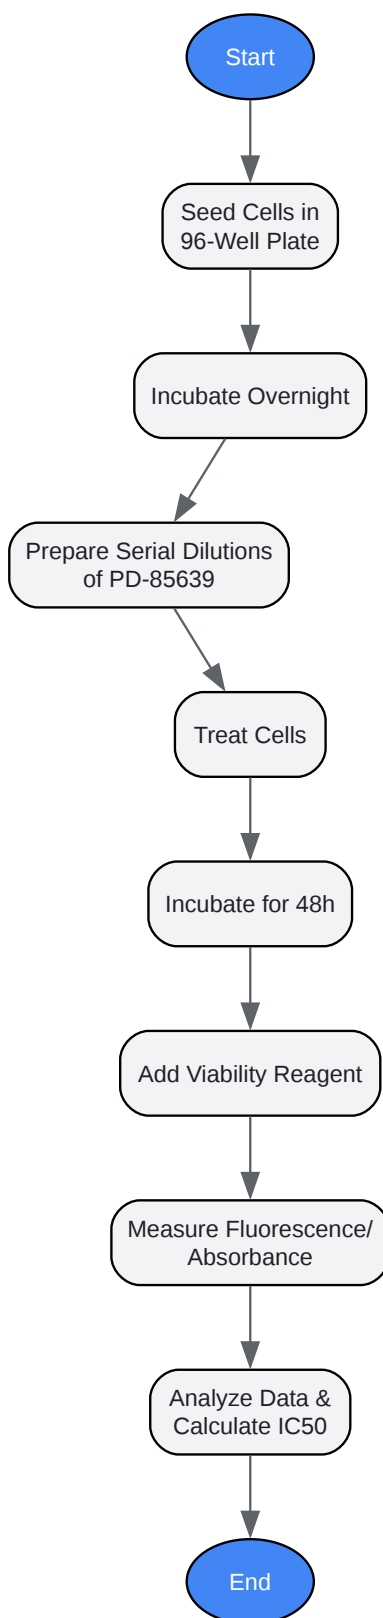 Start
Seed Cells in
96-Well Plate
Incubate Overnight
Prepare Serial Dilutions
of PD-85639
Treat Cells
Incubate for 48h
Add Viability Reagent
Measure Fluorescence/
Absorbance
Analyze Data &
Calculate IC50
End